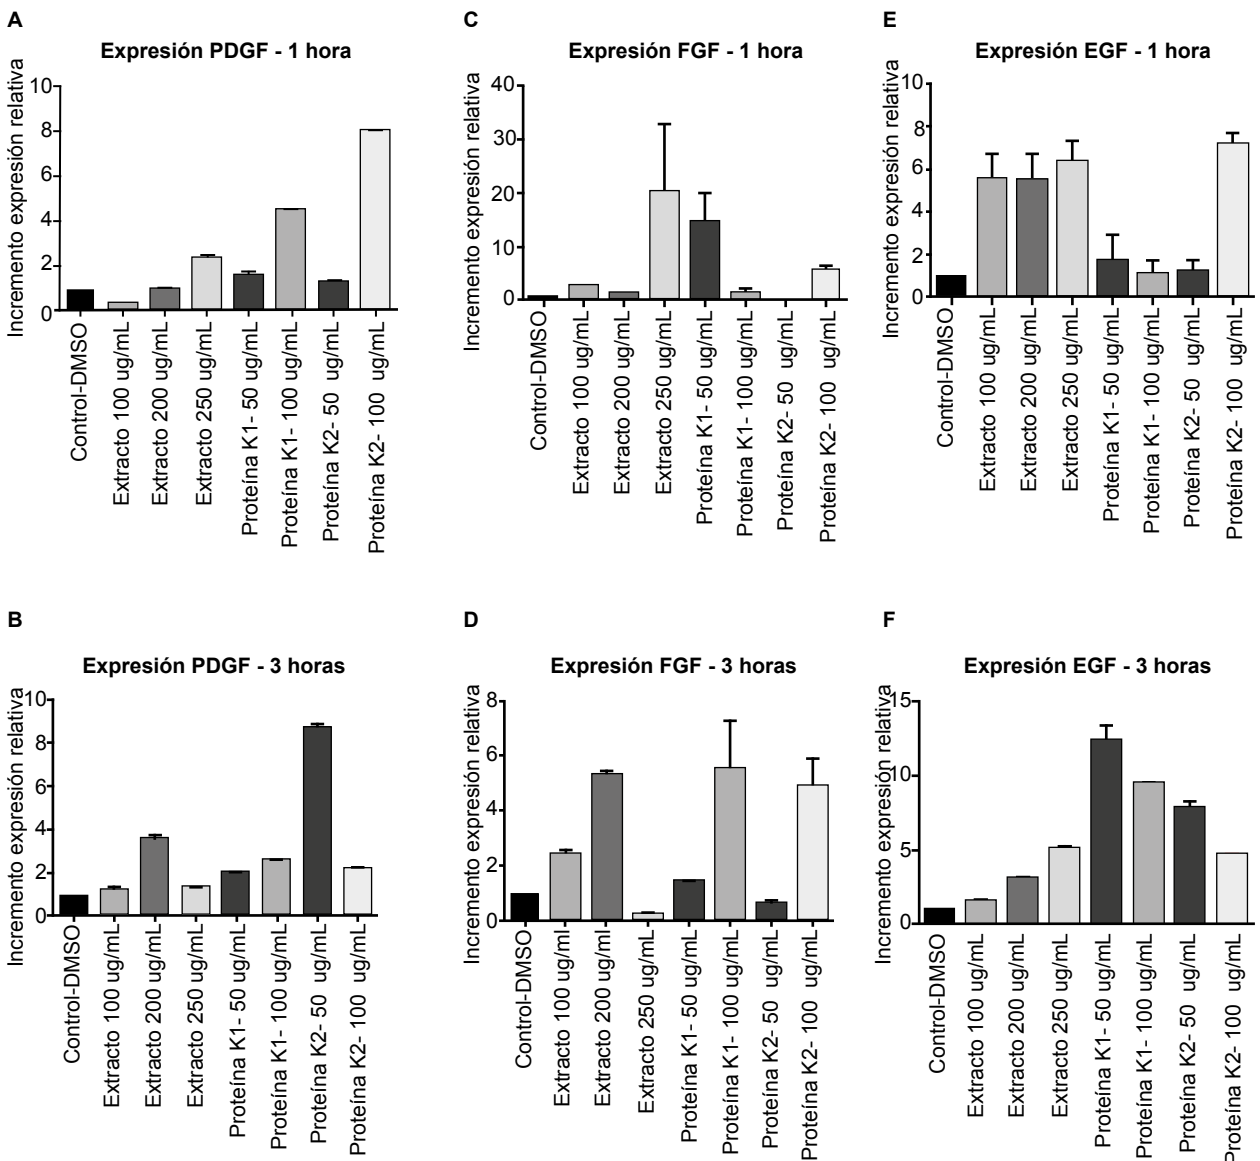 A
Expresión PDGF - 1 hora
Incremento expresión relativa
10
8
6
4
2
0
Control-DMSO
Extracto 100 ug/mL
Extracto 200 ug/mL
Extracto 250 ug/mL
Proteína K1- 50 ug/mL
Proteína K1- 100 ug/mL
Proteína K2- 50 ug/mL
Proteína K2- 100 ug/mL
C
Expresión FGF - 1 hora
Incremento expresión relativa
40
30
20
10
0
Control-DMSO
Extracto 100 ug/mL
Extracto 200 ug/mL
Extracto 250 ug/mL
Proteína K1- 50 ug/mL
Proteína K1- 100 ug/mL
Proteína K2- 50 ug/mL
Proteína K2- 100 ug/mL
E
Expresión EGF - 1 hora
Incremento expresión relativa
10
8
6
4
2
0
Control-DMSO
Extracto 100 ug/mL
Extracto 200 ug/mL
Extracto 250 ug/mL
Proteína K1- 50 ug/mL
Proteína K1- 100 ug/mL
Proteína K2- 50 ug/mL
Proteína K2- 100 ug/mL
B
Expresión PDGF - 3 horas
Incremento expresión relativa
10
8
6
4
2
0
Control-DMSO
Extracto 100 ug/mL
Extracto 200 ug/mL
Extracto 250 ug/mL
Proteína K1- 50 ug/mL
Proteína K1- 100 ug/mL
Proteína K2- 50 ug/mL
Proteína K2- 100 ug/mL
D
Expresión FGF - 3 horas
Incremento expresión relativa
8
6
4
2
0
Control-DMSO
Extracto 100 ug/mL
Extracto 200 ug/mL
Extracto 250 ug/mL
Proteína K1- 50 ug/mL
Proteína K1- 100 ug/mL
Proteína K2- 50 ug/mL
Proteína K2- 100 ug/mL
F
Expresión EGF - 3 horas
Incremento expresión relativa
15
10
5
0
Control-DMSO
Extracto 100 ug/mL
Extracto 200 ug/mL
Extracto 250 ug/mL
Proteína K1- 50 ug/mL
Proteína K1- 100 ug/mL
Proteína K2- 50 ug/mL
Proteína K2- 100 ug/mL